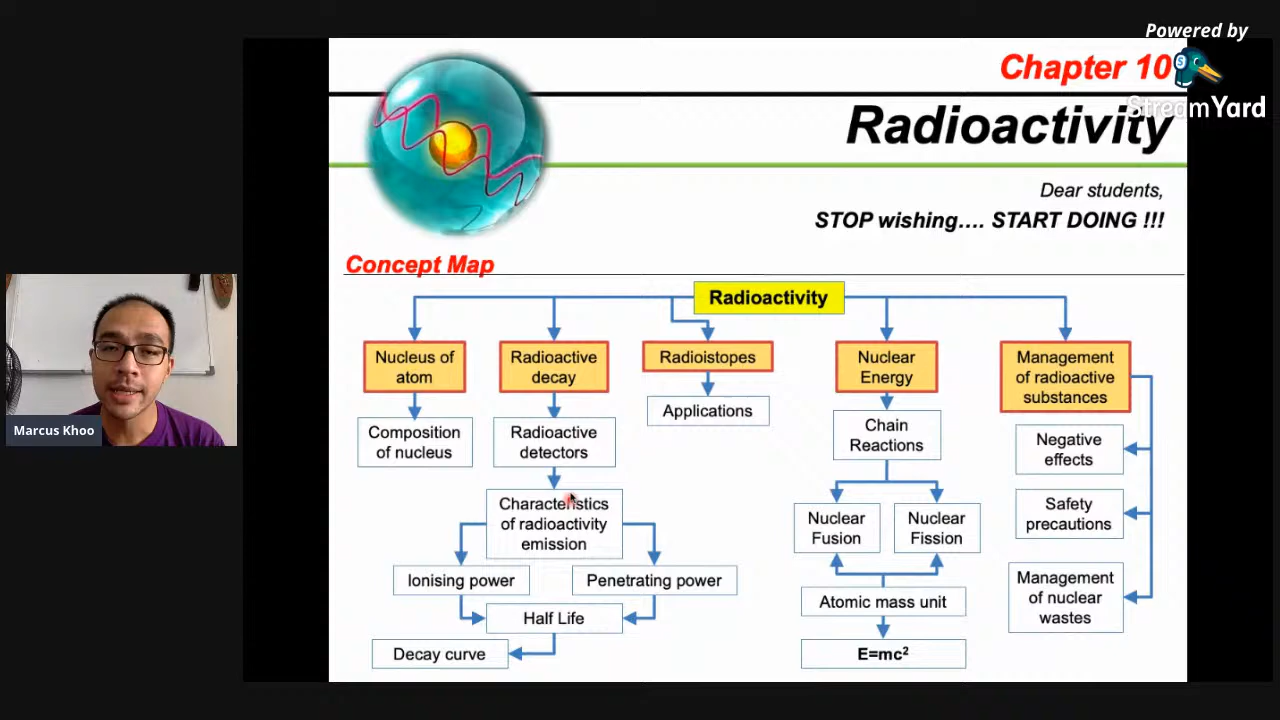 Powered by
StreamYard
Chapter 10
Radioactivity
Dear students,
STOP wishing…. START DOING !!!
Concept Map
Radioactivity
Nucleus of
atom
Composition
of nucleus
Radioactive
decay
Radioactive
detectors
Characteristics
of radioactivity
emission
Ionising power
Penetrating power
Half Life
Decay curve
Radioistopes
Applications
Nuclear
Energy
Chain
Reactions
Nuclear
Fusion
Nuclear
Fission
Atomic mass unit
E=mc²
Management
of radioactive
substances
Negative
effects
Safety
precautions
Management
of nuclear
wastes
Marcus Khoo